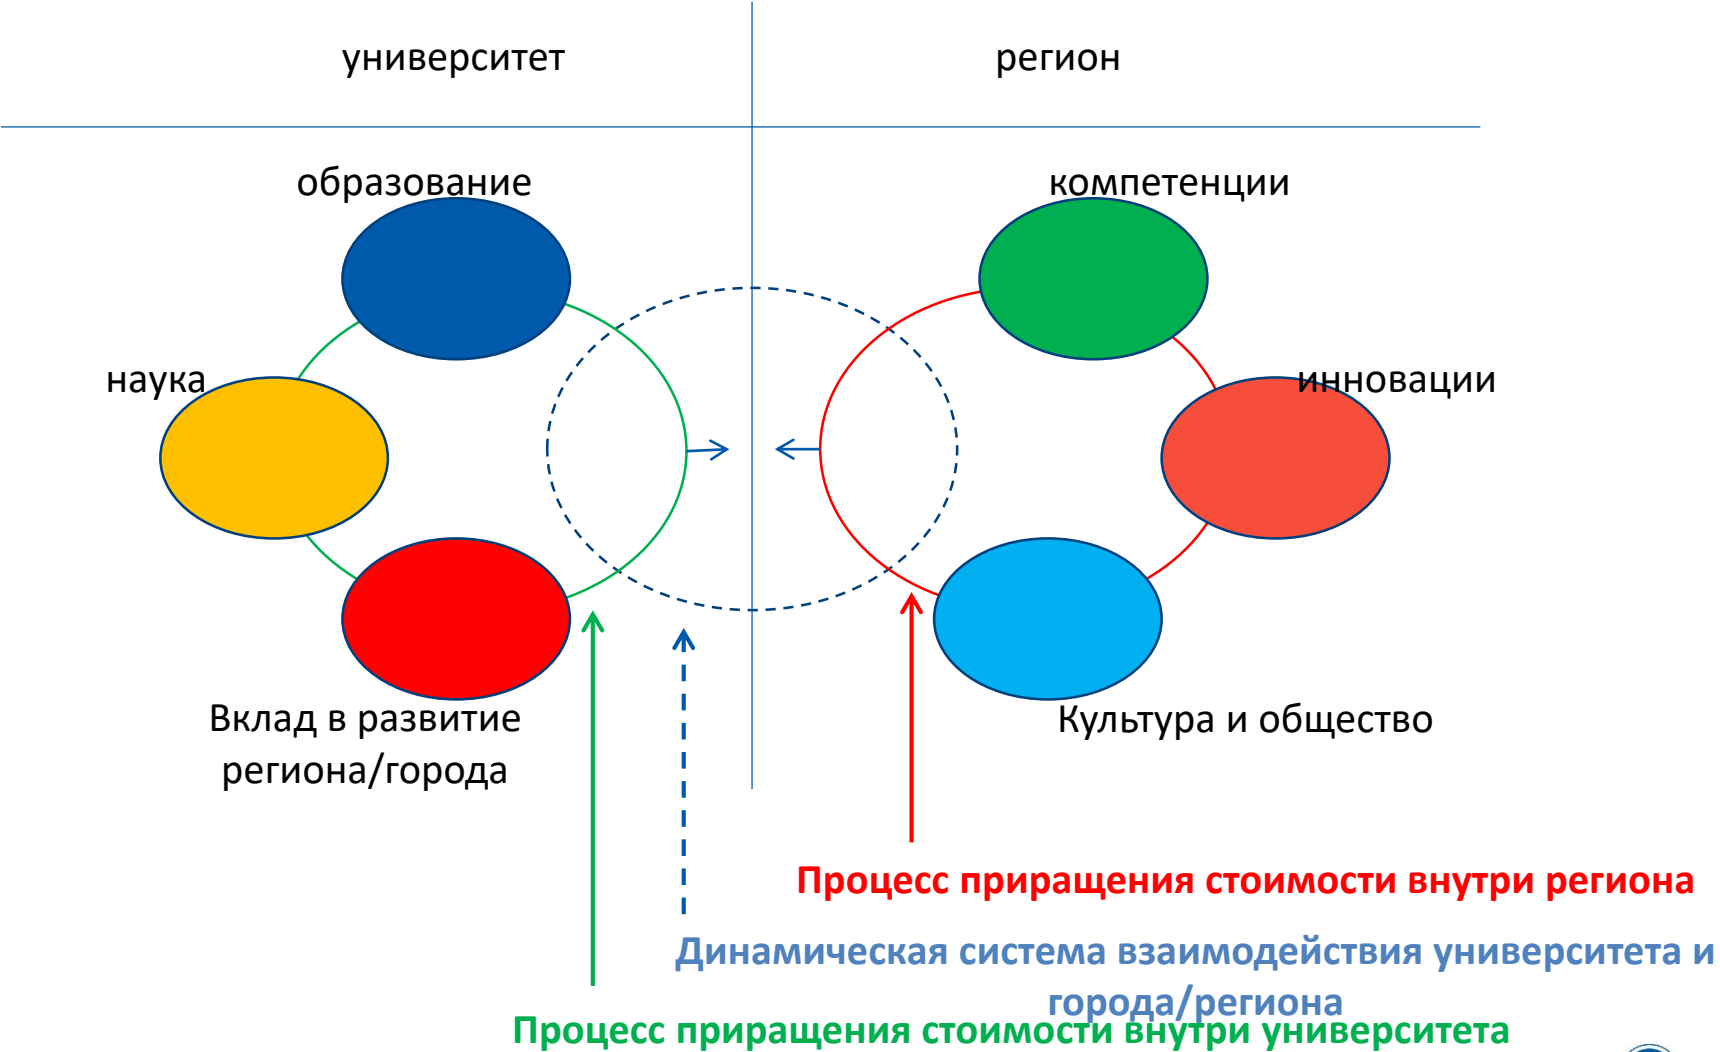 университет
регион
образование
компетенции
наука
инновации
Вклад в развитие
региона/города
Культура и общество
Процесс приращения стоимости внутри региона
Динамическая система взаимодействия университета и
города/региона
Процесс приращения стоимости внутри университета